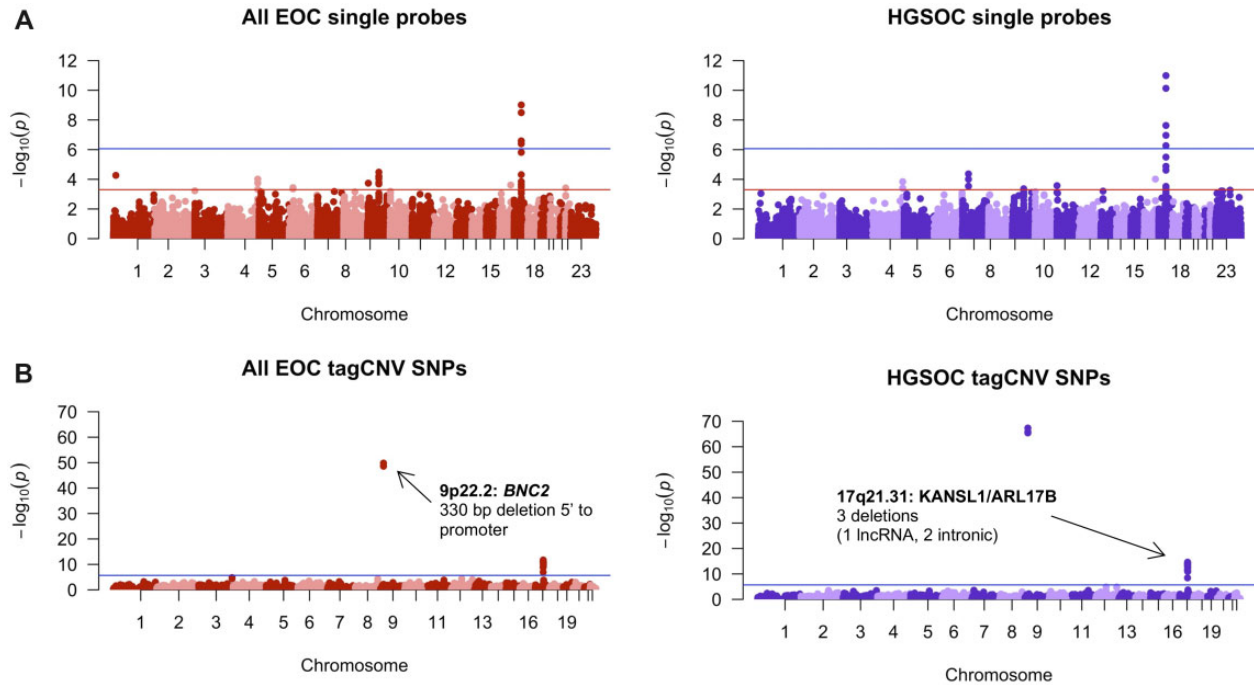 A
All EOC single probes
12
10
8
6
4
2
0
−log10(p)
1 2 3 4 5 6 8 10 12 15 18 23
Chromosome
HGSOC single probes
12
10
8
6
4
2
0
−log10(p)
1 2 3 4 5 6 8 10 12 15 18 23
Chromosome
B
All EOC tagCNV SNPs
70
60
50
40
30
20
10
0
−log10(p)
9p22.2: BNC2
330 bp deletion 5’ to
promoter
1 2 3 4 5 6 7 8 9 11 13 16 19
Chromosome
HGSOC tagCNV SNPs
70
60
50
40
30
20
10
0
−log10(p)
17q21.31: KANSL1/ARL17B
3 deletions
(1 lncRNA, 2 intronic)
1 2 3 4 5 6 7 8 9 11 13 16 19
Chromosome